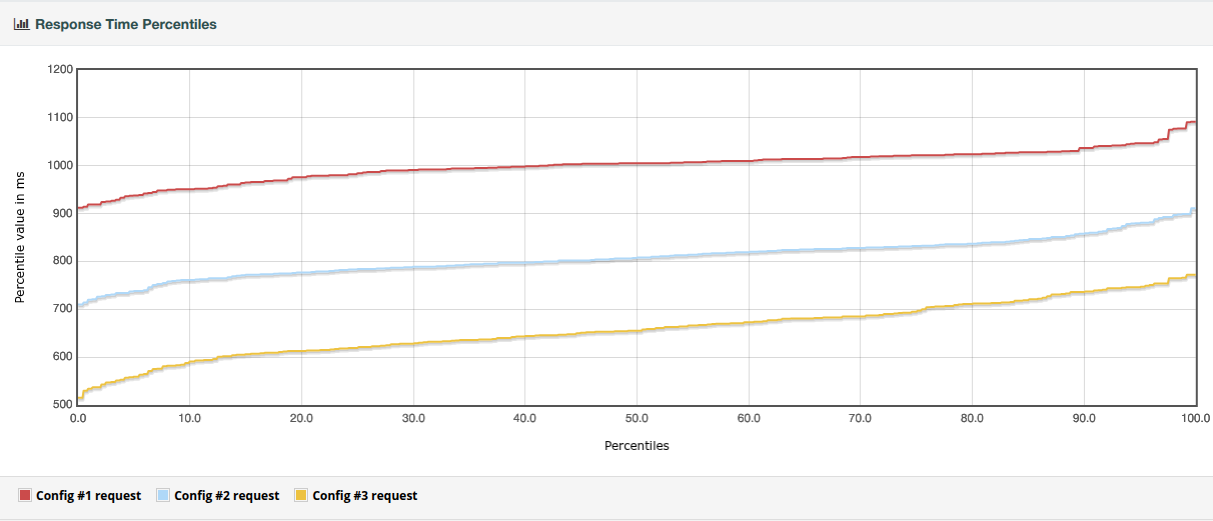 Response Time Percentiles
1200
1100
1000
900
800
700
600
500
Percentile value in ms
0.0 10.0 20.0 30.0 40.0 50.0 60.0 70.0 80.0 90.0 100.0
Percentiles
Config #1 request Config #2 request Config #3 request